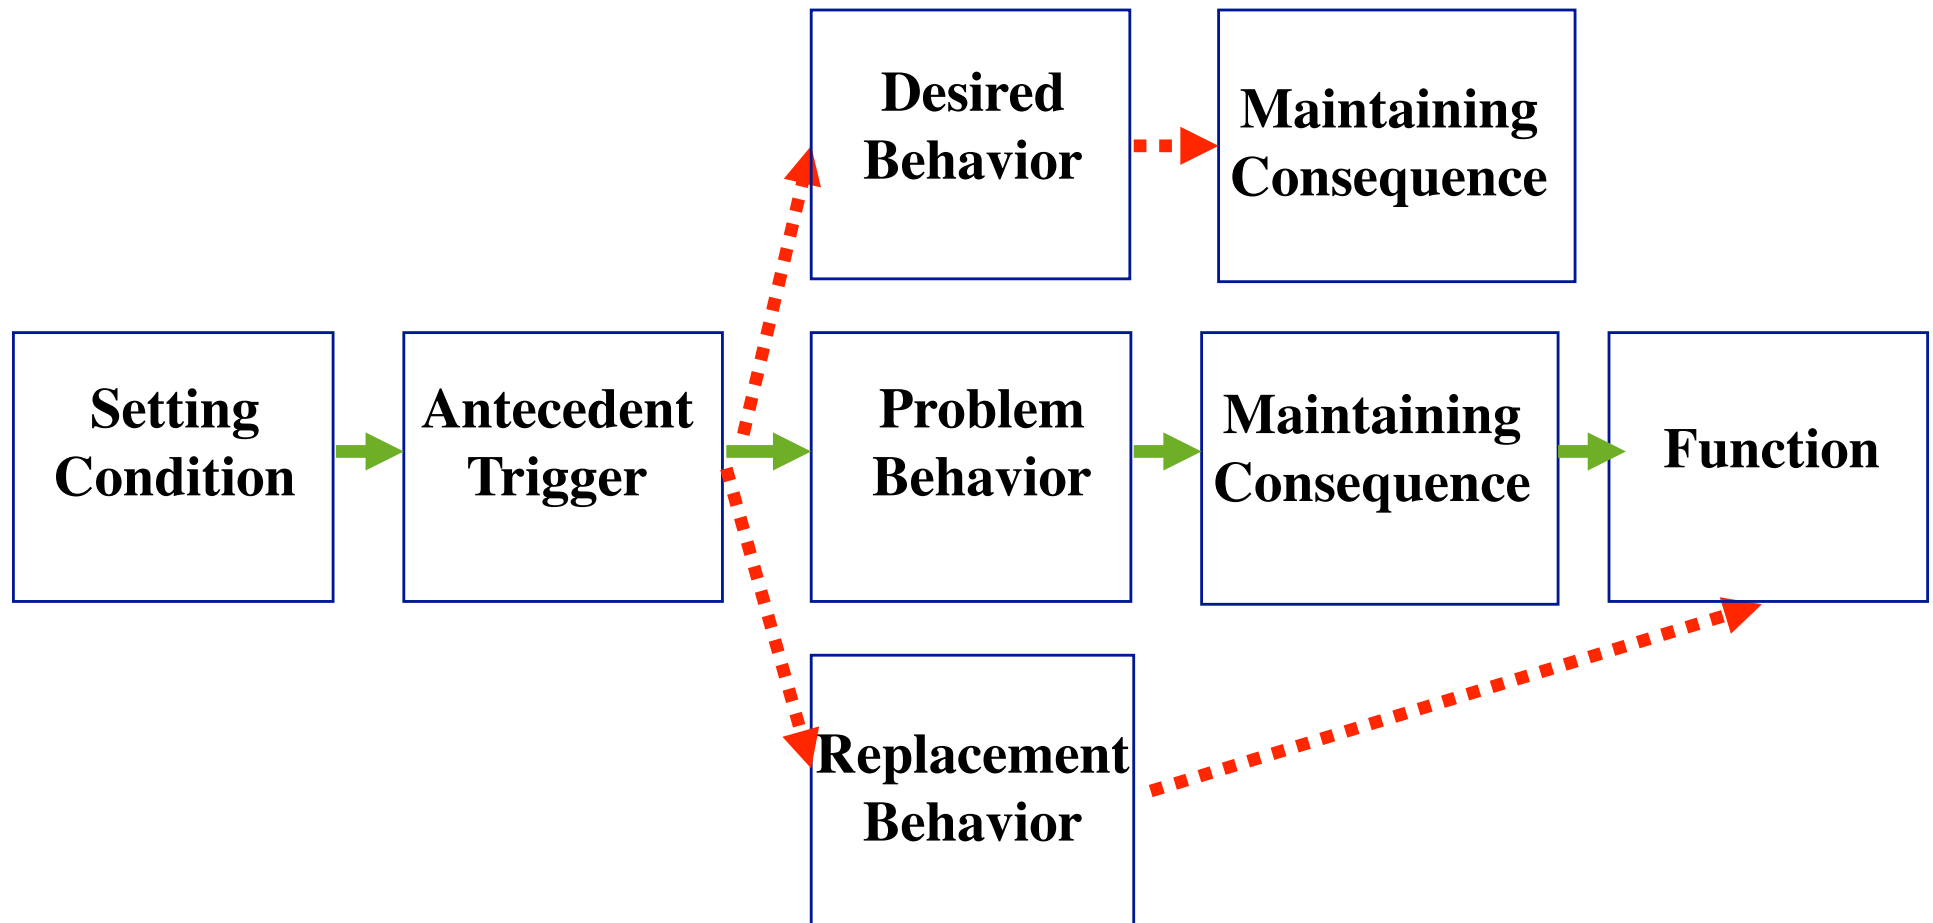 Desired
Behavior
Maintaining
Consequence
Setting
Condition
Antecedent
Trigger
Problem
Behavior
Maintaining
Consequence
Function
Replacement
Behavior